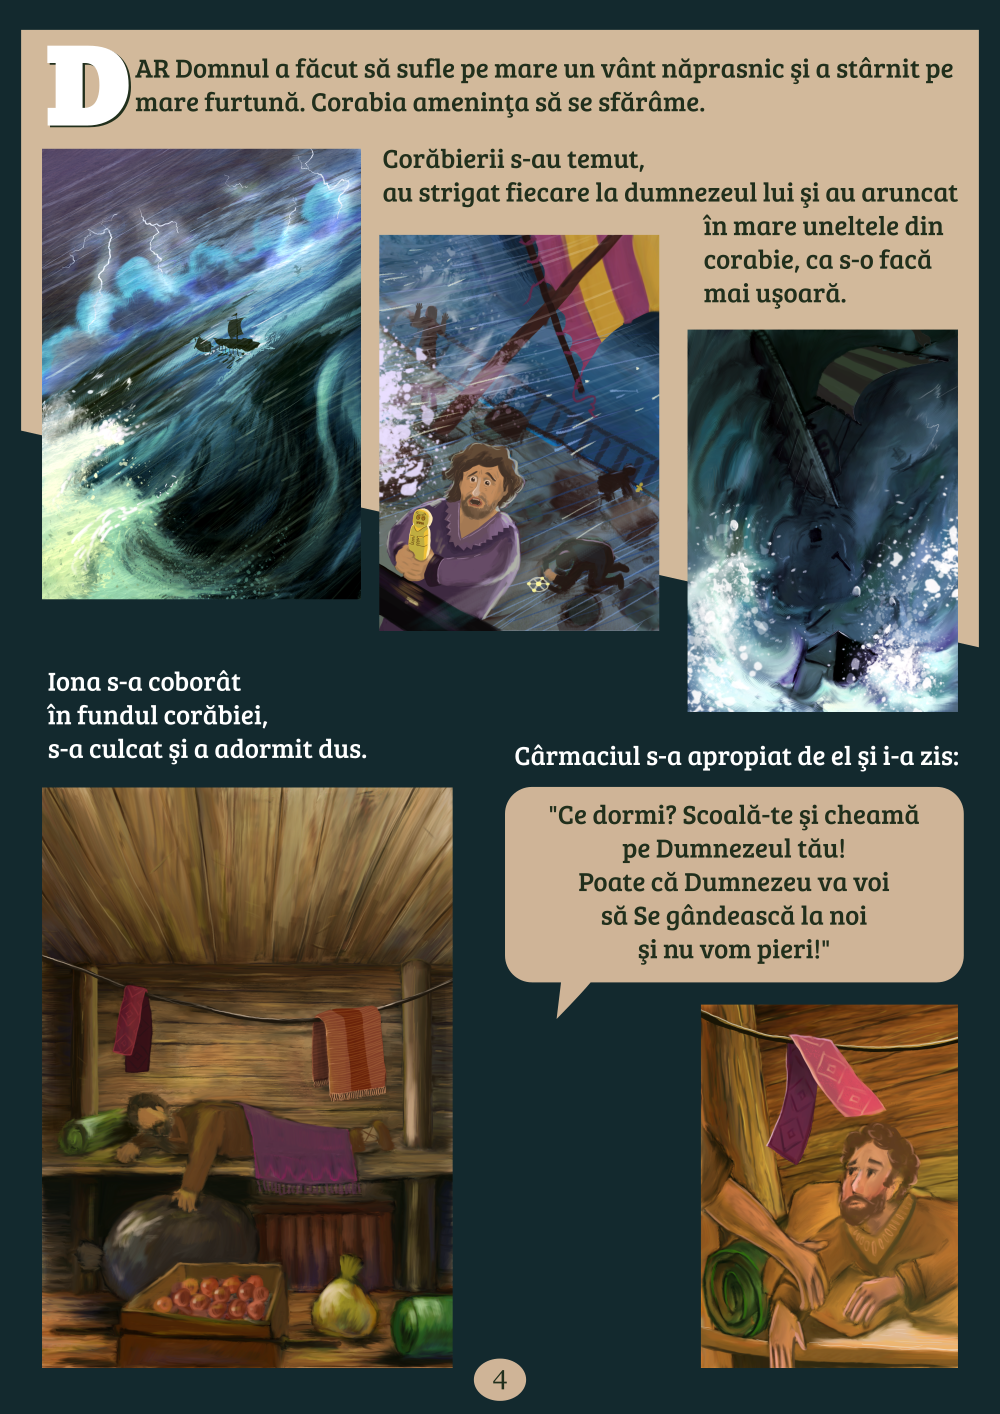 DAR Domnul a făcut să sufle pe mare un vânt năprasnic şi a stârnit pe
mare furtună. Corabia ameninţa să se sfărâme.
Corăbierii s-au temut,
au strigat fiecare la dumnezeul lui şi au aruncat
în mare uneltele din
corabie, ca s-o facă
mai uşoară.
Iona s-a coborât
în fundul corăbiei,
s-a culcat şi a adormit dus.
Cârmaciul s-a apropiat de el şi i-a zis:
"Ce dormi? Scoală-te şi cheamă
pe Dumnezeul tău!
Poate că Dumnezeu va voi
să Se gândească la noi
şi nu vom pieri!"
4